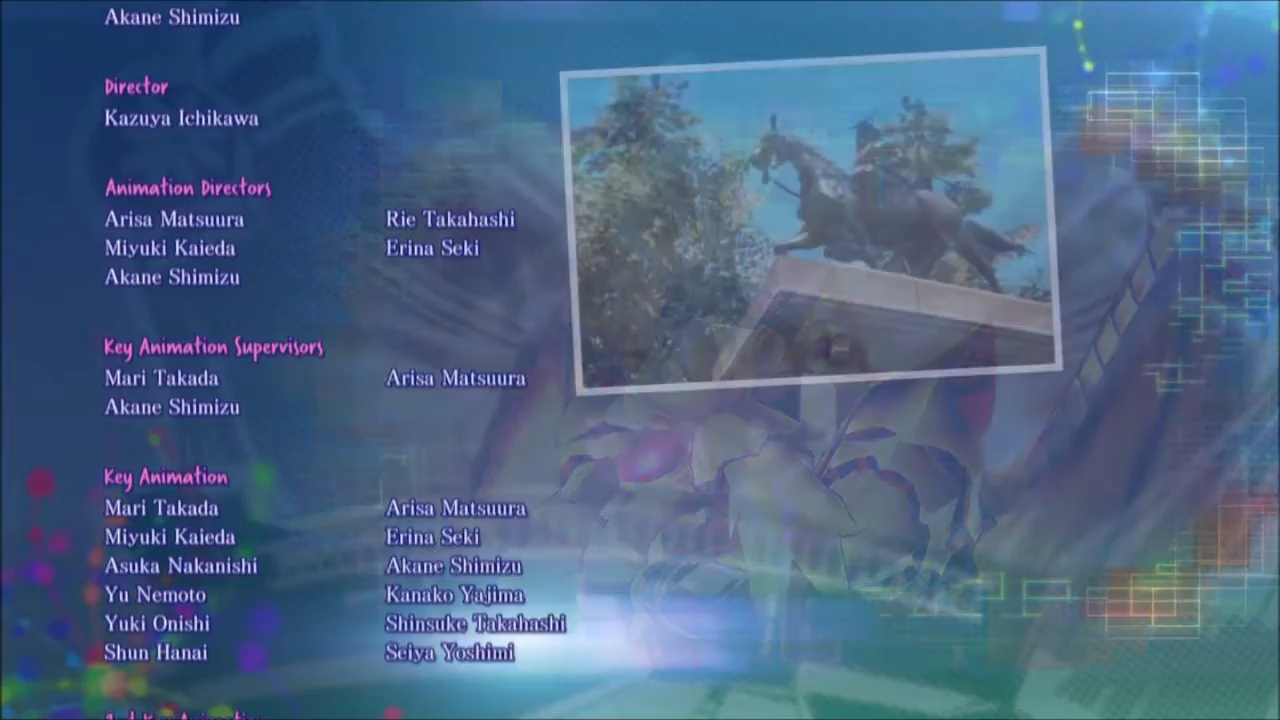 Akane Shimizu
Director
Kazuya Ichikawa
Animation Directors
Arisa Matsuura Rie Takahashi
Miyuki Kaieda Erina Seki
Akane Shimizu
Key Animation Supervisors
Mari Takada Arisa Matsuura
Akane Shimizu
Key Animation
Mari Takada Arisa Matsuura
Miyuki Kaieda Erina Seki
Asuka Nakanishi Akane Shimizu
Yu Nemoto Kanako Yajima
Yuki Onishi Shinsuke Takahashi
Shun Hanai Seiya Yoshimi